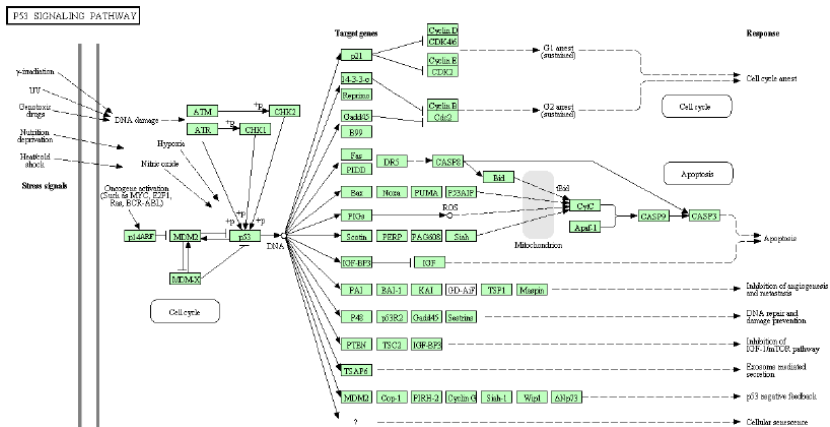 P53 SIGNALING PATHWAY
Target genes
Response
Stress signals
γ-irradiation
UV
Genotoxic
drugs
Nutrition
deprivation
Heat/cold
shock
DNA damage
ATM
ATR
CHK2
CHK1
+p
+p
Hypoxia
Nitric oxide
Oncogene activation
(Such as MYC, E2F1,
Ras, BCR-ABL)
+p
+p
+p
p14ARF
MDM2
p53
MDM-X
DNA
Cell cycle
p21
Cyclin D
CDK4/6
Cyclin E
CDK2
G1 arrest
(sustained)
14-3-3-σ
Reprimo
Gadd45
B99
Cyclin B
Cdc2
G2 arrest
(sustained)
Cell cycle arrest
Cell cycle
Fas
PIDD
DR5
CASP8
Bid
tBid
Apoptosis
Bax
Noxa
PUMA
P53AIP
PIGs
ROS
CytC
Apaf-1
CASP9
CASP3
Scotin
PERP
PAG608
Siah
Mitochondrion
Apoptosis
IGF-BP3
IGF
PAI
BAI-1
KAI
GD-AiF
TSP1
Maspin
Inhibition of angiogenesis
and metastasis
P48
p53R2
Gadd45
Sestrins
DNA repair and
damage prevention
PTEN
TSC2
IGF-BP3
Inhibition of
IGF-1/mTOR pathway
TSAP6
Exosome mediated
secretion
MDM2
Cop-1
PIRH-2
Cyclin G
Siah-1
Wip1
ΔNp73
p53 negative feedback
?
Cellular senescence